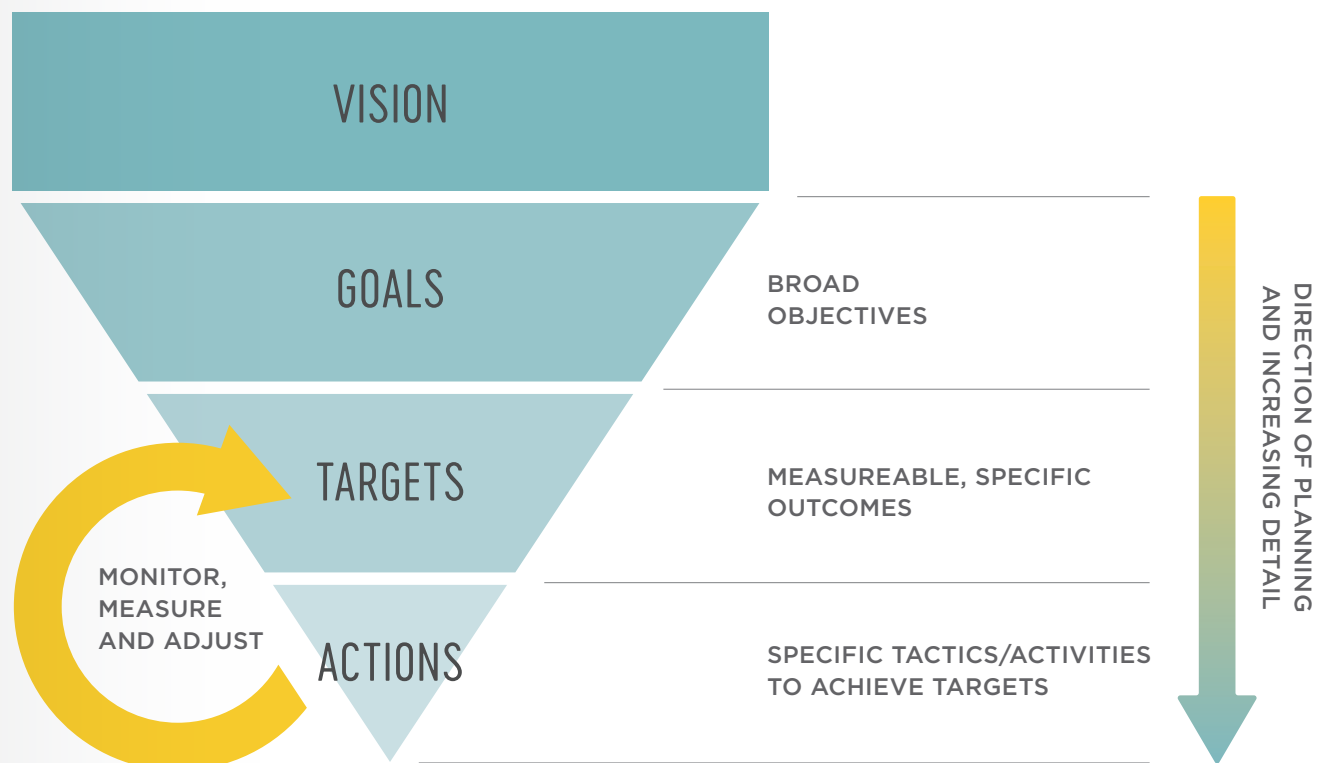 VISION
GOALS
BROAD
OBJECTIVES
TARGETS
MEASUREABLE, SPECIFIC
OUTCOMES
MONITOR,
MEASURE
AND ADJUST
ACTIONS
SPECIFIC TACTICS/ACTIVITIES
TO ACHIEVE TARGETS
DIRECTION OF PLANNING
AND INCREASING DETAIL